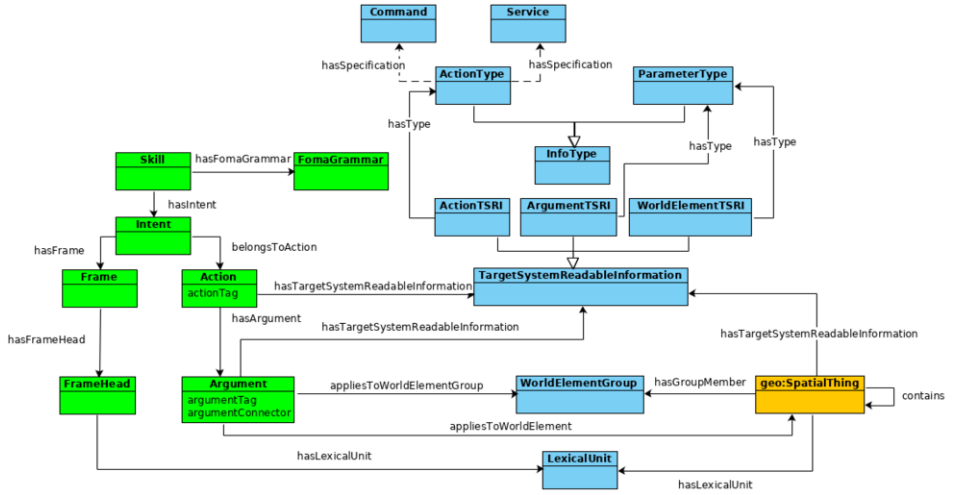 Command
Service
hasSpecification
hasSpecification
ActionType
ParameterType
hasType
hasType
hasType
InfoType
Skill
hasFomaGrammar
FomaGrammar
hasIntent
ActionTSRI
ArgumentTSRI
WorldElementTSRI
Intent
hasFrame
belongsToAction
Frame
Action
actionTag
hasTargetSystemReadableInformation
TargetSystemReadableInformation
hasArgument
hasTargetSystemReadableInformation
hasTargetSystemReadableInformation
hasFrameHead
FrameHead
Argument
argumentTag
argumentConnector
appliesToWorldElementGroup
WorldElementGroup
hasGroupMember
geo:SpatialThing
contains
appliesToWorldElement
hasLexicalUnit
LexicalUnit
hasLexicalUnit